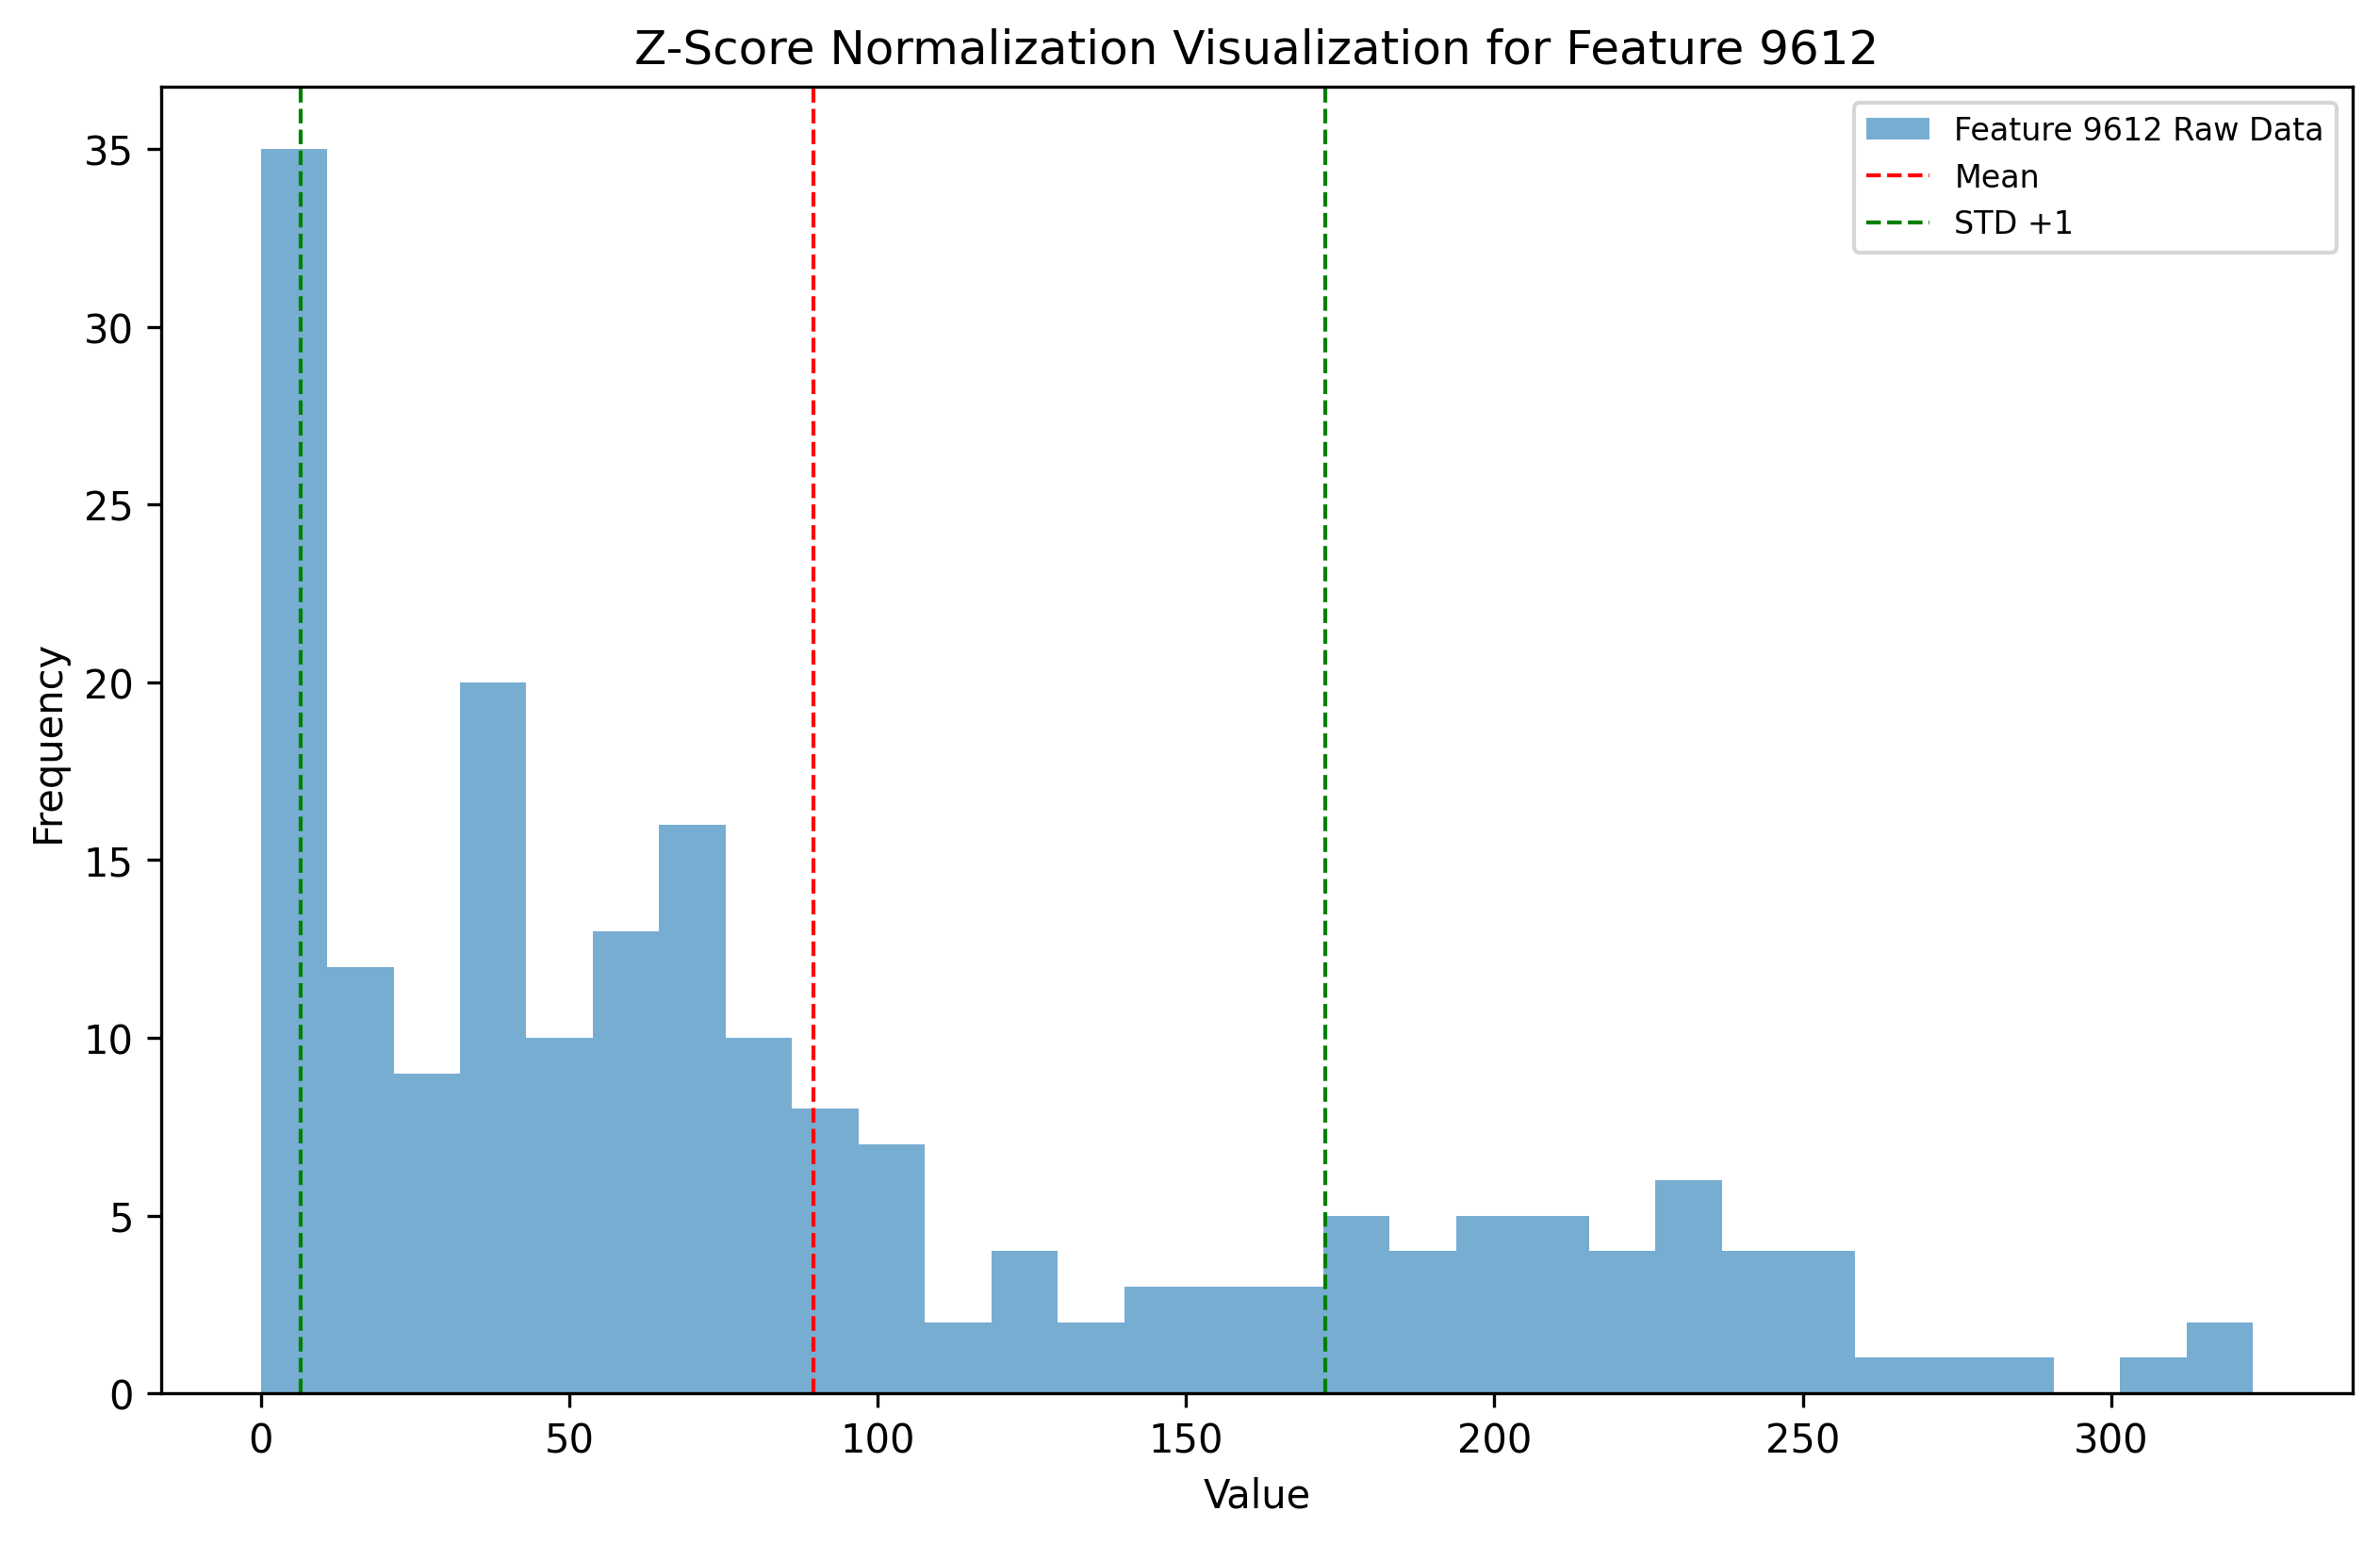 Z-Score Normalization Visualization for Feature 9612
Feature 9612 Raw Data
Mean
STD +1
35
30
25
20
15
10
5
0
Frequency
0 50 100 150 200 250 300
Value